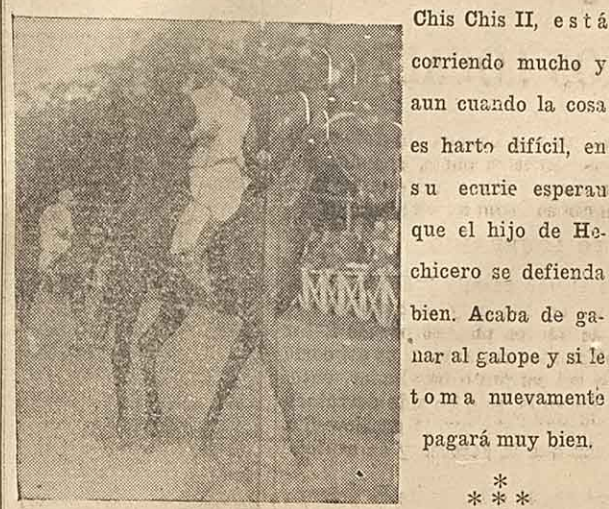 Chis Chis II, está
corriendo mucho y
aun cuando la cosa
es harto difícil, en
su ecurie esperan
que el hijo de He-
chicero se defienda
bien. Acaba de ga-
nar al galope y si le
toma nuevamente
pagará muy bien.
*
* * *